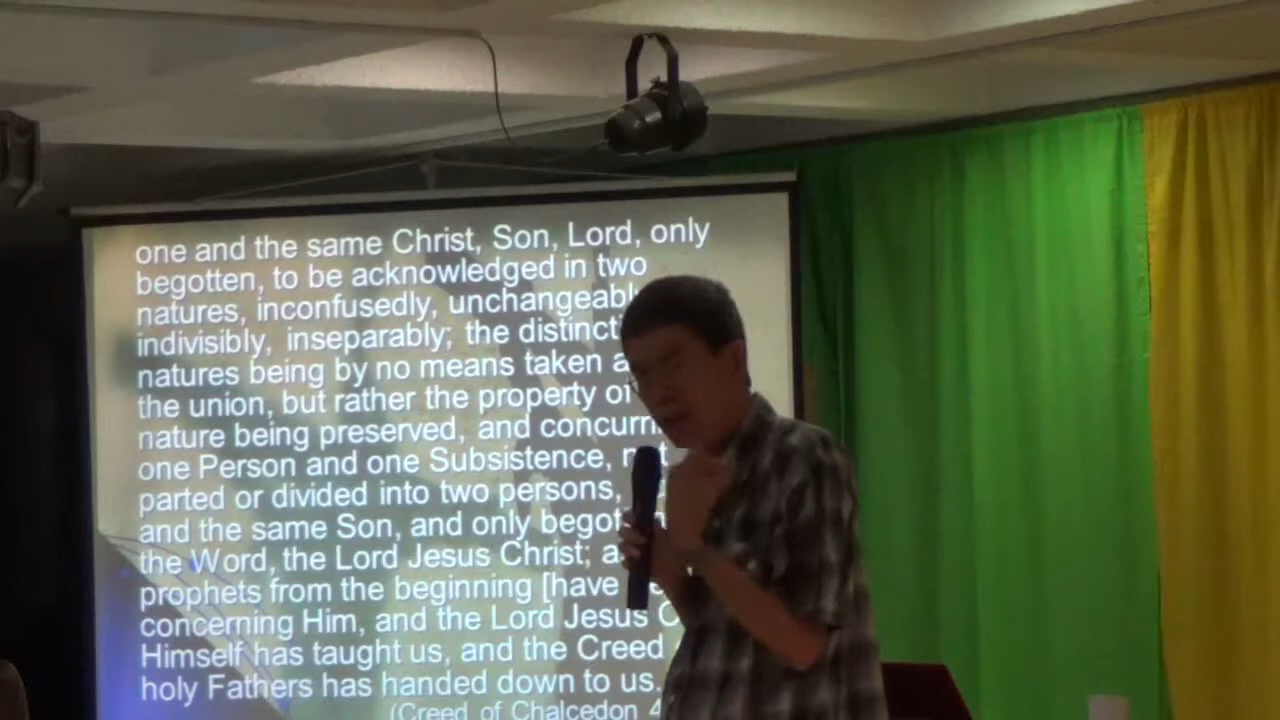 one and the same Christ, Son, Lord, only
begotten, to be acknowledged in two
natures, inconfusedly, unchangeabl
indivisibly, inseparably; the distincti
natures being by no means taken a
the union, but rather the property of
nature being preserved, and concurr
one Person and one Subsistence, n t
parted or divided into two persons,
and the same Son, and only begot
the Word, the Lord Jesus Christ; a
prophets from the beginning [have
concerning Him, and the Lord Jesus C
Himself has taught us, and the Creed
holy Fathers has handed down to us.
(Creed of Chalcedon 4